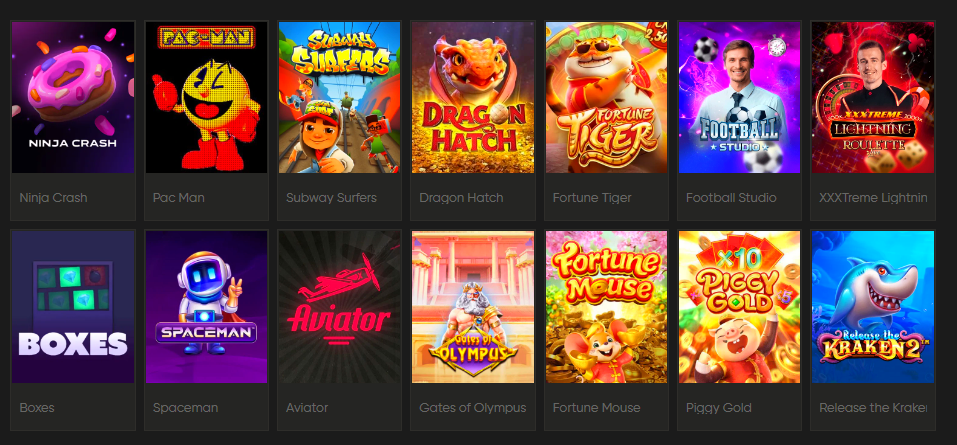 NINJA CRASH
PAC-MAN
SUBWAY
SURFERS
DRAGON
HATCH
2,50
FORTUNE
TIGER
FOOTBALL
STUDIO
XXXTREME
LIGHTNING
ROULETTE
Ninja Crash
Pac Man
Subway Surfers
Dragon Hatch
Fortune Tiger
Football Studio
XXXTreme Lightnin
BOXES
SPACEMAN
Aviator
Gates of
OLYMPUS
Fortune
Mouse
x10
PIGGY
GOLD
Release the
KRAKEN 2™
Boxes
Spaceman
Aviator
Gates of Olympus
Fortune Mouse
Piggy Gold
Release the Kraken